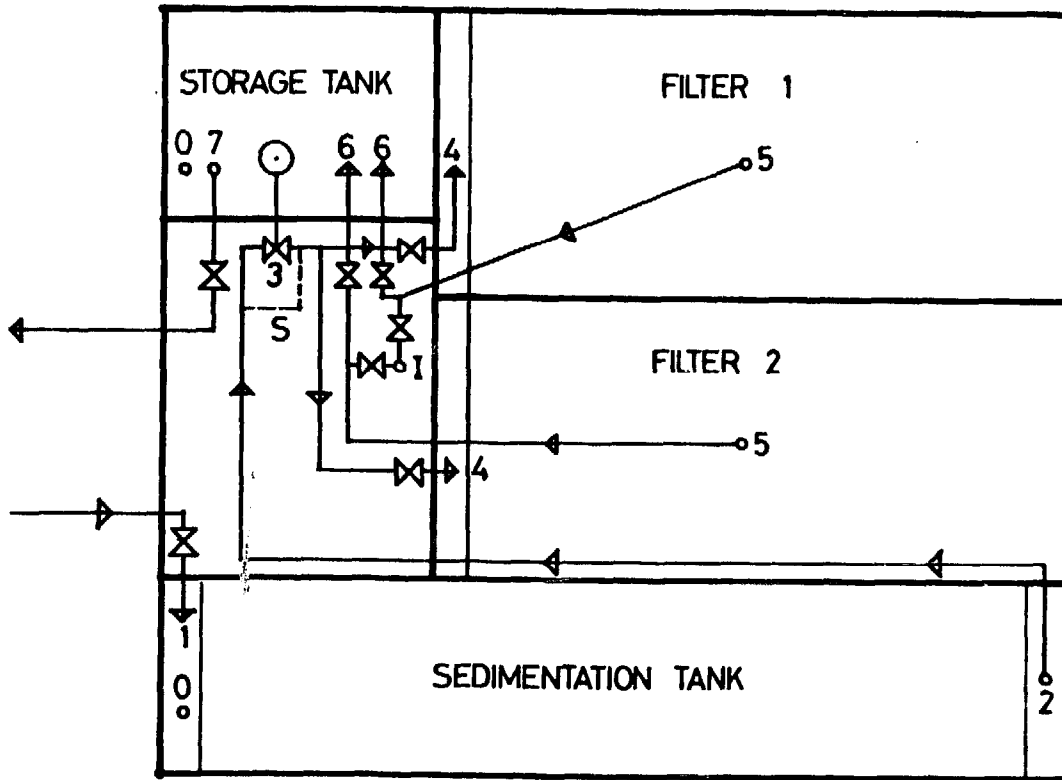 STORAGE TANK
FILTER 1
0 7 6 6 4
5
3
S
I
FILTER 2
5
4
1
0
SEDIMENTATION TANK
2